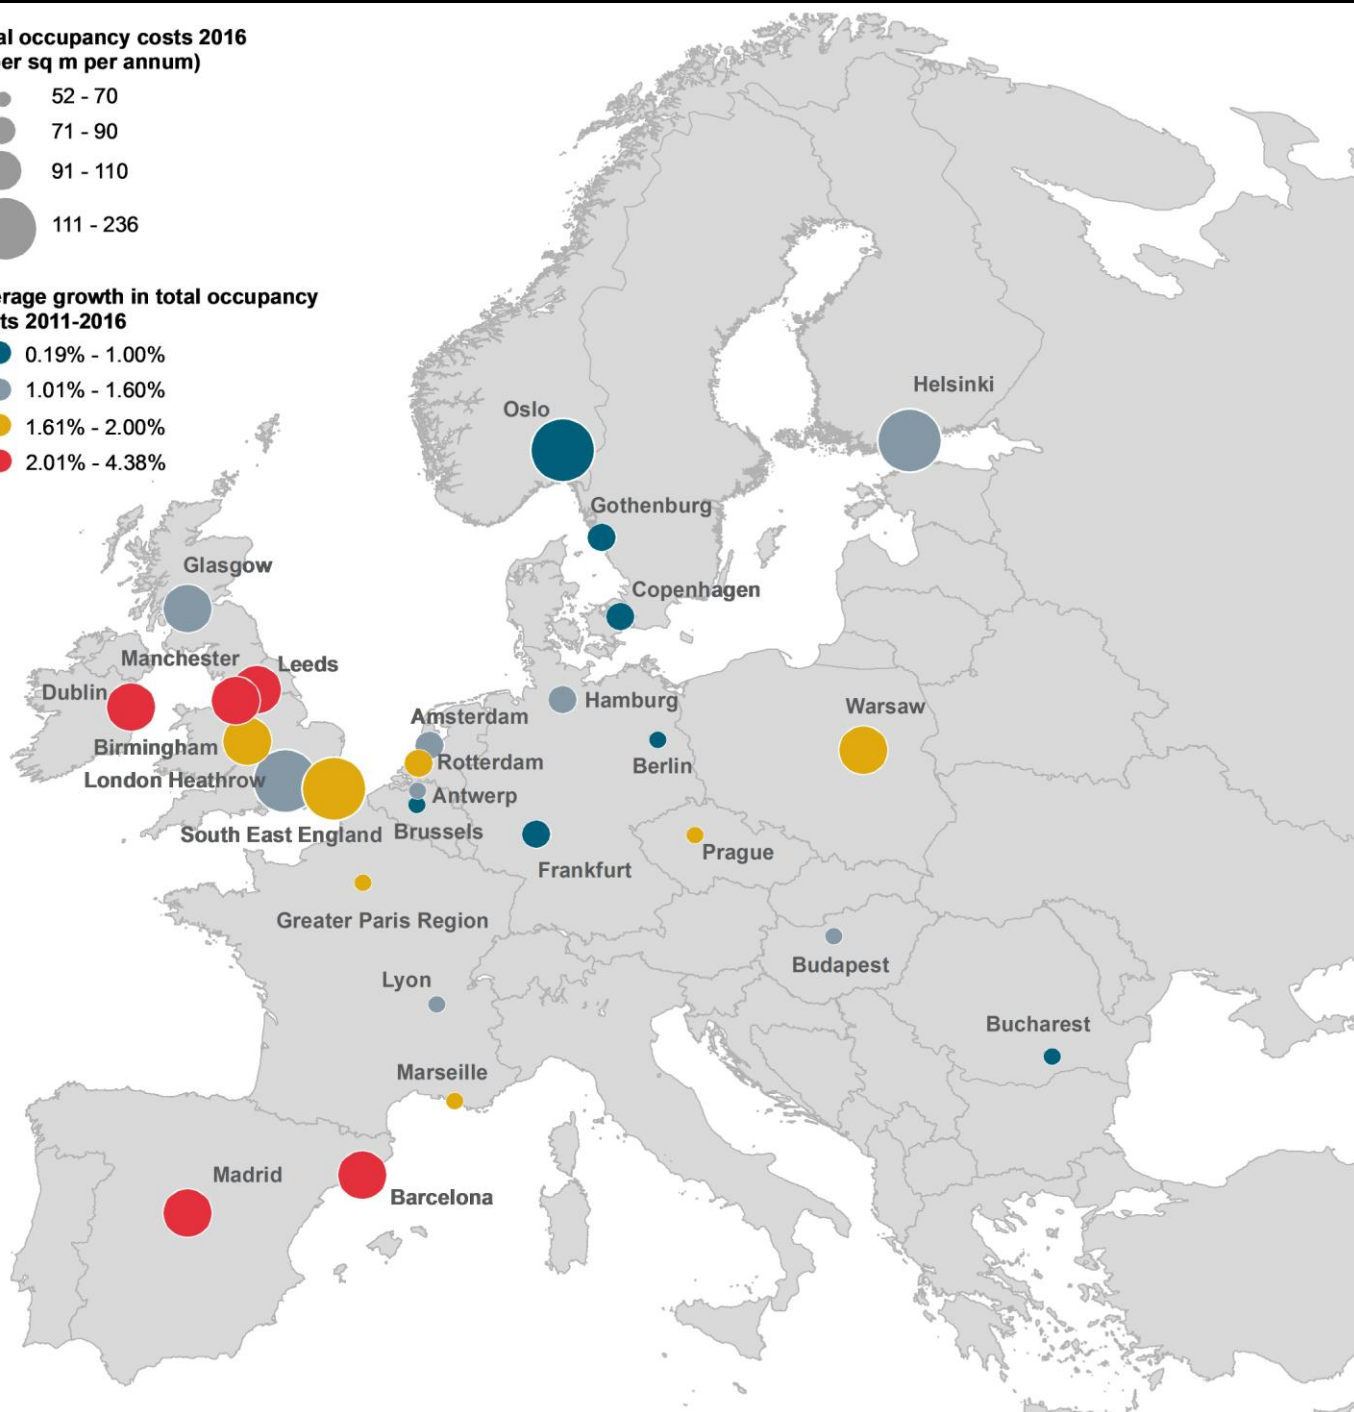 al occupancy costs 2016
per sq m per annum)
52 - 70
71 - 90
91 - 110
111 - 236
erage growth in total occupancy
ts 2011-2016
0.19% - 1.00%
1.01% - 1.60%
1.61% - 2.00%
2.01% - 4.38%
Helsinki
Oslo
Gothenburg
Glasgow
Copenhagen
Manchester
Leeds
Dublin
Hamburg
Warsaw
Amsterdam
Birmingham
Rotterdam
Berlin
London Heathrow
Antwerp
South East England
Brussels
Prague
Frankfurt
Greater Paris Region
Budapest
Lyon
Bucharest
Marseille
Madrid
Barcelona